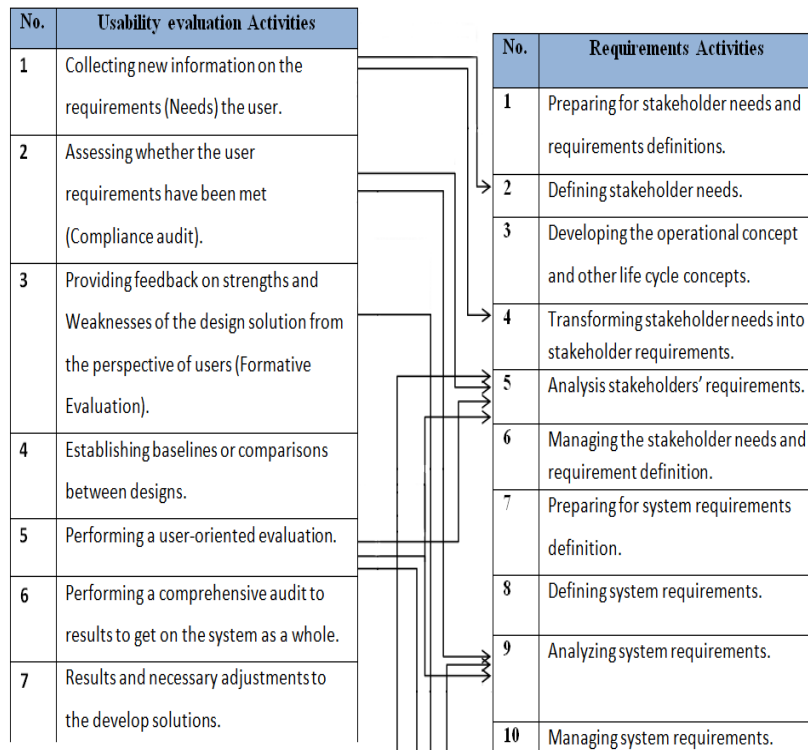 No. Usability evaluation Activities
1 Collecting new information on the
requirements (Needs) the user.
2 Assessing whether the user
requirements have been met
(Compliance audit).
3 Providing feedback on strengths and
Weaknesses of the design solution from
the perspective of users (Formative
Evaluation).
4 Establishing baselines or comparisons
between designs.
5 Performing a user-oriented evaluation.
6 Performing a comprehensive audit to
results to get on the system as a whole.
7 Results and necessary adjustments to
the develop solutions.
No. Requirements Activities
1 Preparing for stakeholder needs and
requirements definitions.
2 Defining stakeholder needs.
3 Developing the operational concept
and other life cycle concepts.
4 Transforming stakeholder needs into
stakeholder requirements.
5 Analysis stakeholders' requirements.
6 Managing the stakeholder needs and
requirement definition.
7 Preparing for system requirements
definition.
8 Defining system requirements.
9 Analyzing system requirements.
10 Managing system requirements.